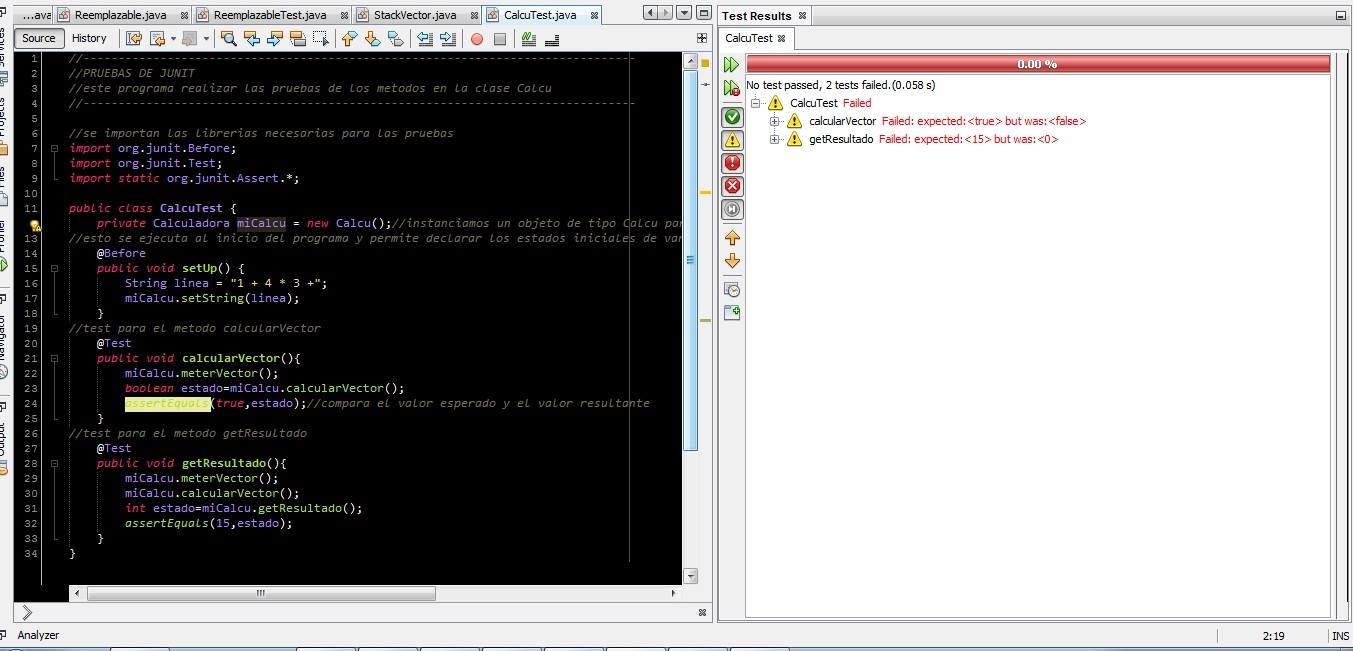 ...ava Reemplazable.java ReemplazableTest.java StackVector.java CalcuTest.java
Source History
1 //-------------------------------------------------------------------------------
2 //PRUEBAS DE JUNIT
3 //este programa realizar las pruebas de los metodos en la clase Calcu
4 //-------------------------------------------------------------------------------
5
6 //se importan las librerias necesarias para las pruebas
7 import org.junit.Before;
8 import org.junit.Test;
9 import static org.junit.Assert.*;
10
11 public class CalcuTest {
private Calculadora miCalcu = new Calcu();//instanciamos un objeto de tipo Calcu par
13 //esto se ejecuta al inicio del programa y permite declarar los estados iniciales de var
14 @Before
15 public void setUp() {
16 String linea = "1 + 4 * 3 +";
17 miCalcu.setString(linea);
18 }
19 //test para el metodo calcularVector
20 @Test
21 public void calcularVector(){
22 miCalcu.meterVector();
23 boolean estado=miCalcu.calcularVector();
24 assertEquals(true,estado);//compara el valor esperado y el valor resultante
25 }
26 //test para el metodo getResultado
27 @Test
28 public void getResultado(){
29 miCalcu.meterVector();
30 miCalcu.calcularVector();
31 int estado=miCalcu.getResultado();
32 assertEquals(15,estado);
33 }
34 }
Test Results
CalcuTest
0.00 %
No test passed, 2 tests failed.(0.058 s)
CalcuTest Failed
calcularVector Failed: expected:<true> but was:<false>
getResultado Failed: expected:<15> but was:<0>
Services
Projects
Files
Profiler
Navigator
Output
Analyzer
2:19 INS